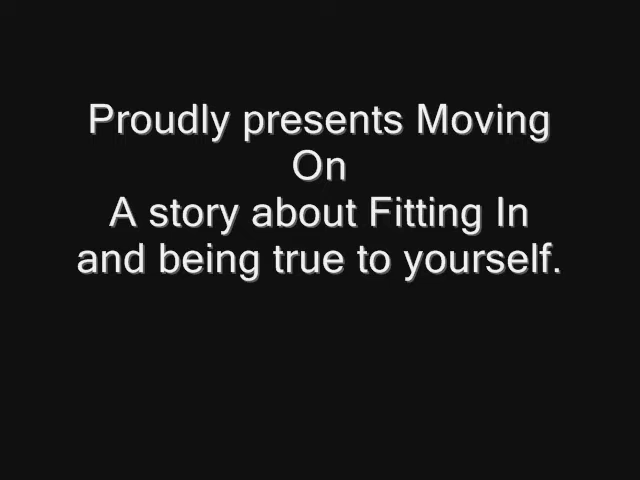 Proudly presents Moving
On
A story about Fitting In
and being true to yourself.